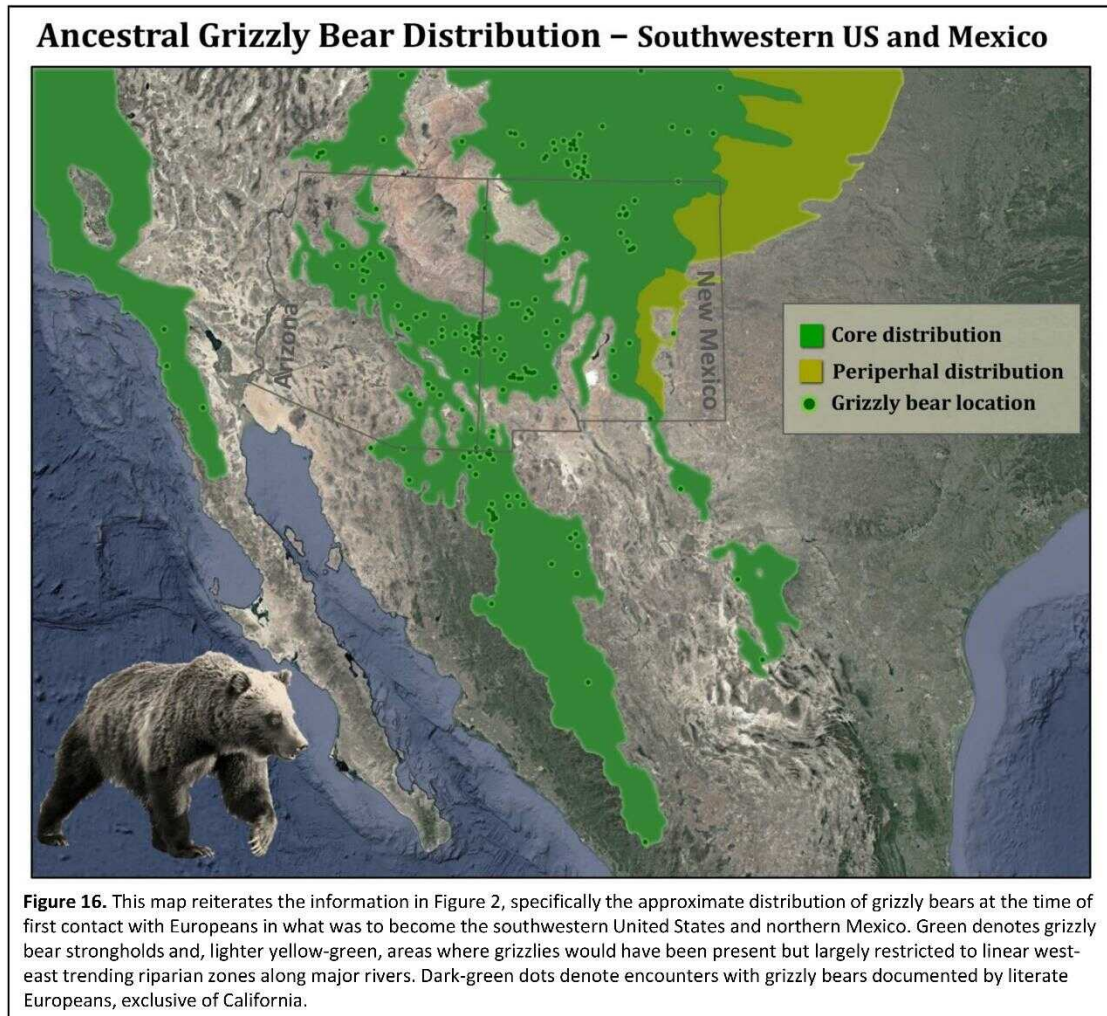 Ancestral Grizzly Bear Distribution – Southwestern US and Mexico
Arizona
New Mexico
Core distribution
Periperhal distribution
Grizzly bear location
Figure 16. This map reiterates the information in Figure 2, specifically the approximate distribution of grizzly bears at the time of
first contact with Europeans in what was to become the southwestern United States and northern Mexico. Green denotes grizzly
bear strongholds and, lighter yellow-green, areas where grizzlies would have been present but largely restricted to linear west-
east trending riparian zones along major rivers. Dark-green dots denote encounters with grizzly bears documented by literate
Europeans, exclusive of California.